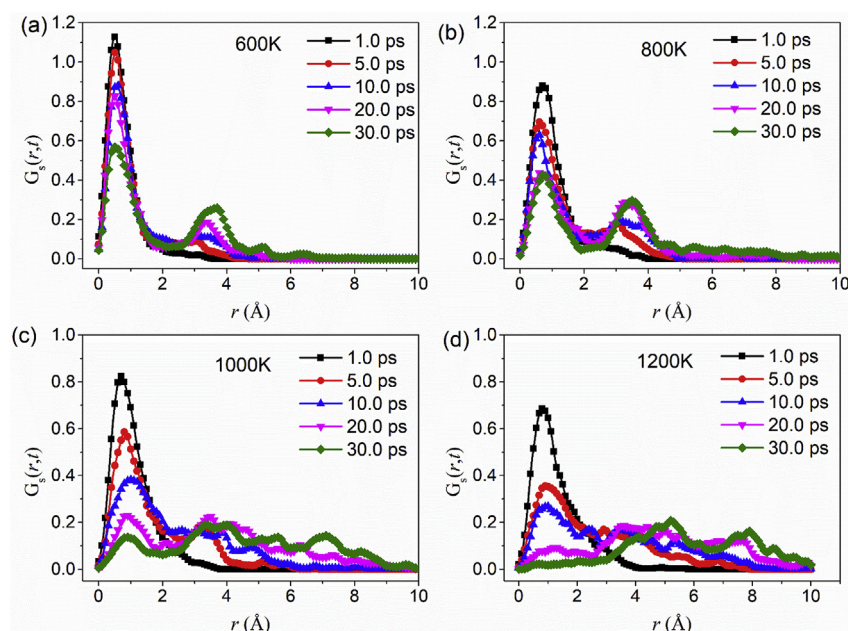 (a)
1.2
1.0
0.8
0.6
0.4
0.2
0.0
Gs(r,t)
600K
1.0 ps
5.0 ps
10.0 ps
20.0 ps
30.0 ps
0 2 4 6 8 10
r (Å)
(b)
1.2
1.0
0.8
0.6
0.4
0.2
0.0
Gs(r,t)
800K
1.0 ps
5.0 ps
10.0 ps
20.0 ps
30.0 ps
0 2 4 6 8 10
r (Å)
(c)
1.0
0.8
0.6
0.4
0.2
0.0
Gs(r,t)
1000K
1.0 ps
5.0 ps
10.0 ps
20.0 ps
30.0 ps
0 2 4 6 8 10
r (Å)
(d)
1.0
0.8
0.6
0.4
0.2
0.0
Gs(r,t)
1200K
1.0 ps
5.0 ps
10.0 ps
20.0 ps
30.0 ps
0 2 4 6 8 10
r (Å)